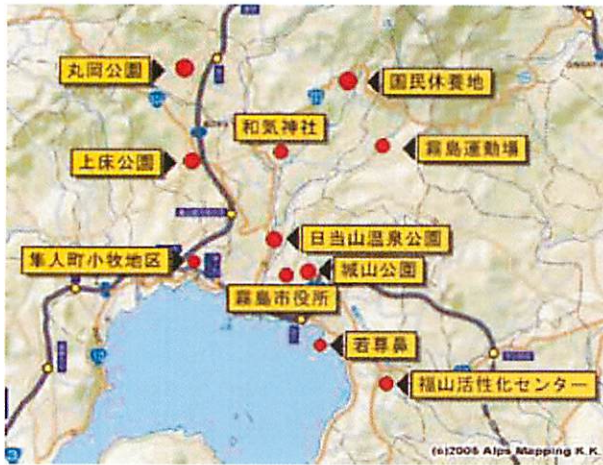 丸岡公園
国民休養地
和気神社
上床公園
霧島運動場
日当山温泉公園
隼人町小牧地区
城山公園
霧島市役所
若尊鼻
福山活性化センター
(c)2006 Alps Mapping K.K.